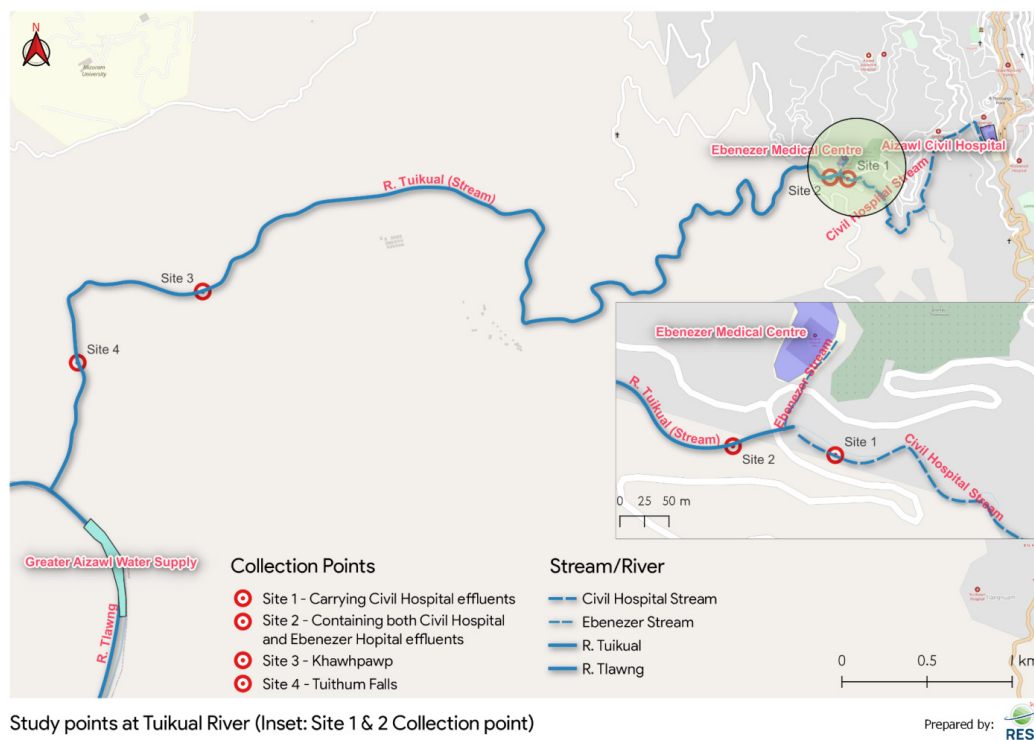 N
Mizoram
University
Ebenezer Medical Centre
Aizawl Civil Hospital
Site 1
Site 2
Civil Hospital Stream
R. Tuikual (Stream)
Site 3
Site 4
Greater Aizawl Water Supply
R. Tlawng
Ebenezer Medical Centre
Ebenezer Stream
R. Tuikual (Stream)
Site 2
Site 1
Civil Hospital Stream
0 25 50 m
Collection Points
Site 1 - Carrying Civil Hospital effluents
Site 2 - Containing both Civil Hospital
and Ebenezer Hopital effluents
Site 3 - Khawhpawp
Site 4 - Tuithum Falls
Stream/River
Civil Hospital Stream
Ebenezer Stream
R. Tuikual
R. Tlawng
0 0.5 1 km
Study points at Tuikual River (Inset: Site 1 & 2 Collection point)
Prepared by:
RES